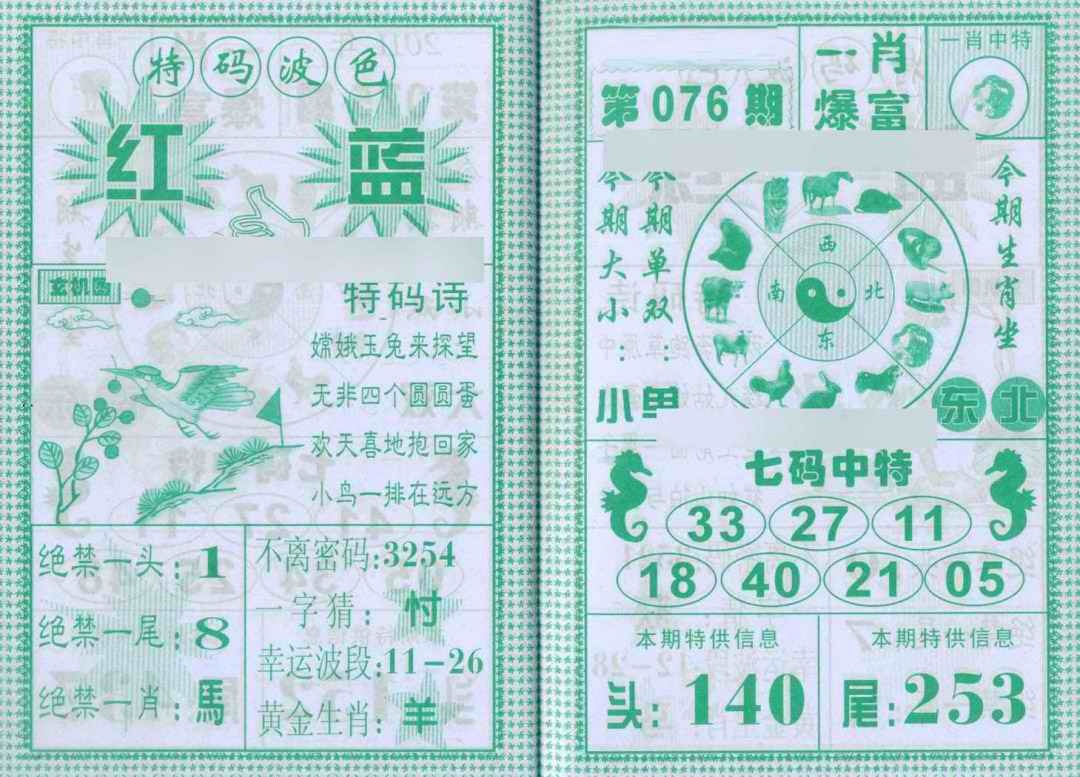 特码波色
红 蓝
玄机图
特码诗
嫦娥玉兔来探望
无非四个圆圆蛋
欢天喜地抱回家
小鸟一排在远方
绝禁一头:1
绝禁一尾:8
绝禁一肖:馬
不离密码:3254
一字猜:忖
幸运波段:11-26
黄金生肖:羊
第076期
一肖
爆富
一肖中特
今期大小:小
今期单双:单
西
南 北
东
今期生肖坐
东北
七码中特
33 27 11
18 40 21 05
本期特供信息
头:140
本期特供信息
尾:253